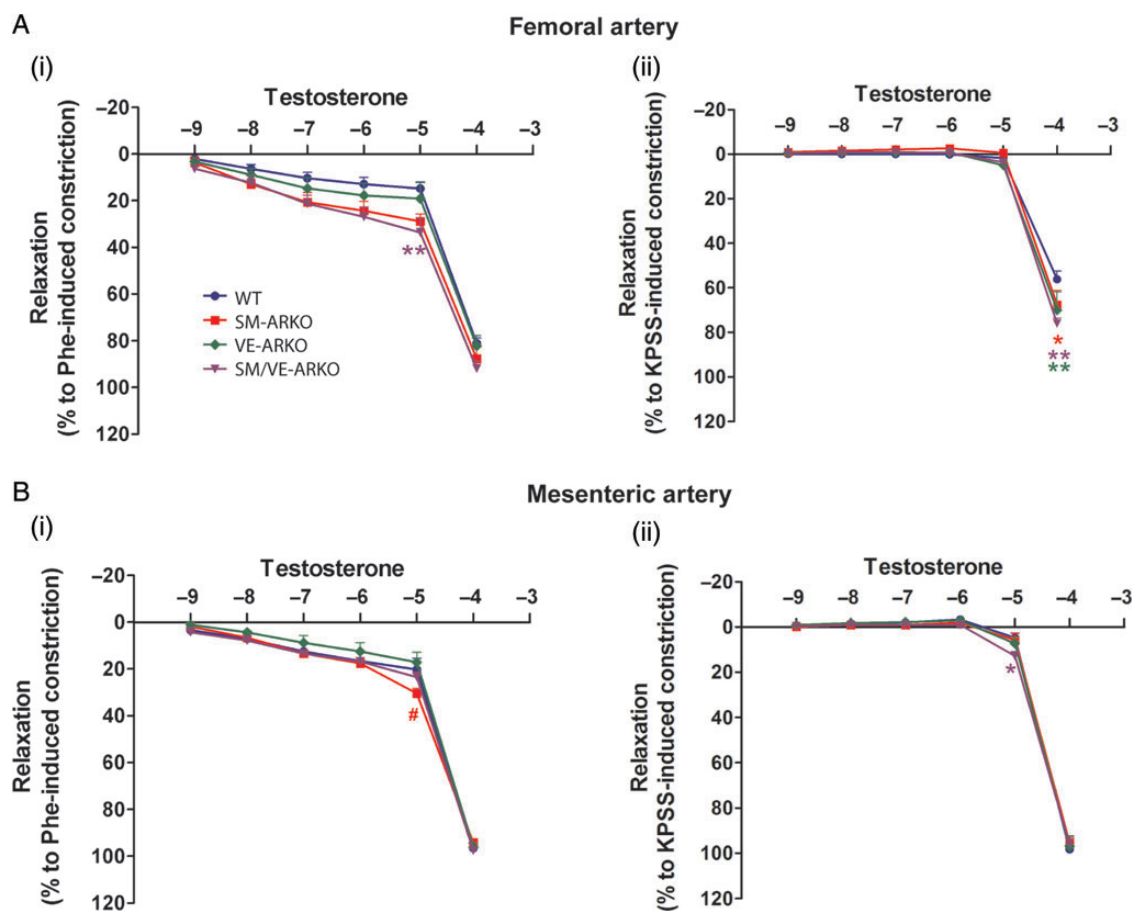 A
Femoral artery
(i)
Testosterone
–9 –8 –7 –6 –5 –4 –3
–20
0
20
40
60
80
100
120
Relaxation
(% to Phe-induced constriction)
**
WT
SM-ARKO
VE-ARKO
SM/VE-ARKO
(ii)
Testosterone
–9 –8 –7 –6 –5 –4 –3
–20
0
20
40
60
80
100
120
Relaxation
(% to KPSS-induced constriction)
*
**
**
B
Mesenteric artery
(i)
Testosterone
–9 –8 –7 –6 –5 –4 –3
–20
0
20
40
60
80
100
120
Relaxation
(% to Phe-induced constriction)
#
(ii)
Testosterone
–9 –8 –7 –6 –5 –4 –3
–20
0
20
40
60
80
100
120
Relaxation
(% to KPSS-induced constriction)
*